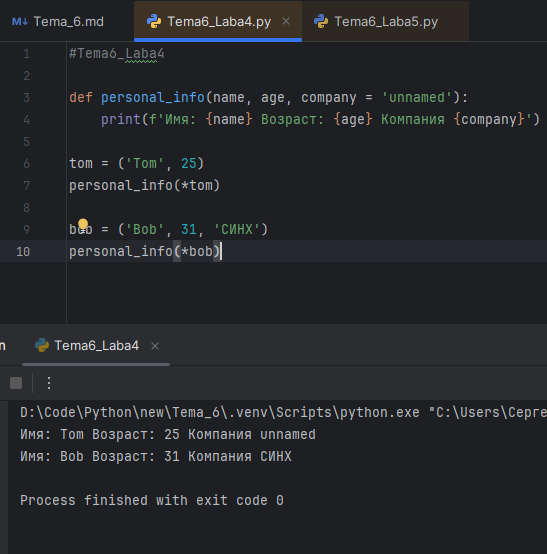 M↓ Tema_6.md Tema6_Laba4.py × Tema6_Laba5.py
1 #Tema6_Laba4
2
3 def personal_info(name, age, company = 'unnamed'):
4 print(f'Имя: {name} Возраст: {age} Компания {company}')
5
6 tom = ('Tom', 25)
7 personal_info(*tom)
8
9 bob = ('Bob', 31, 'СИНХ')
10 personal_info(*bob)
n Tema6_Laba4 ×
D:\Code\Python\new\Tema_6\.venv\Scripts\python.exe "C:\Users\Серге
Имя: Tom Возраст: 25 Компания unnamed
Имя: Bob Возраст: 31 Компания СИНХ
Process finished with exit code 0